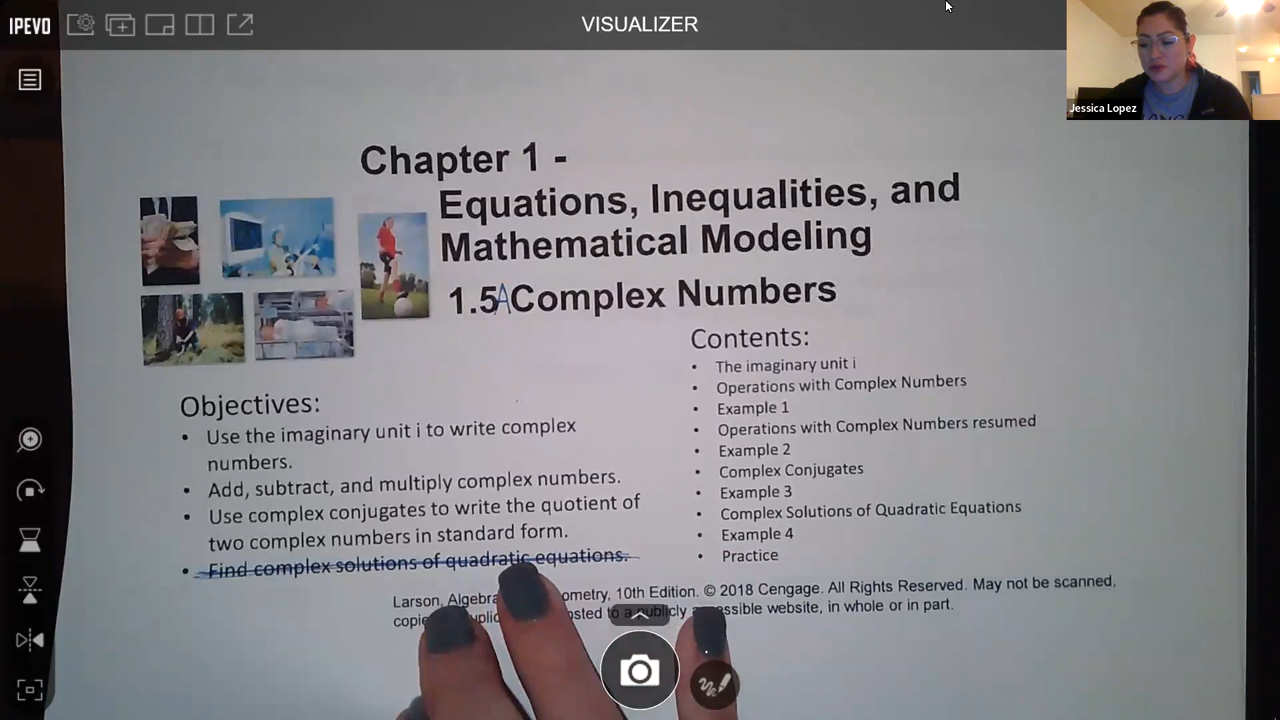 IPEVO
VISUALIZER
Jessica Lopez
Chapter 1 -
Equations, Inequalities, and
Mathematical Modeling
1.5A Complex Numbers
Objectives:
• Use the imaginary unit i to write complex
numbers.
• Add, subtract, and multiply complex numbers.
• Use complex conjugates to write the quotient of
two complex numbers in standard form.
• Find complex solutions of quadratic equations.
Contents:
• The imaginary unit i
• Operations with Complex Numbers
• Example 1
• Operations with Complex Numbers resumed
• Example 2
• Complex Conjugates
• Example 3
• Complex Solutions of Quadratic Equations
• Example 4
• Practice
Larson, Algebra 10th Edition. © 2018 Cengage. All Rights Reserved. May not be scanned,
to a publicly website, in whole or in part.